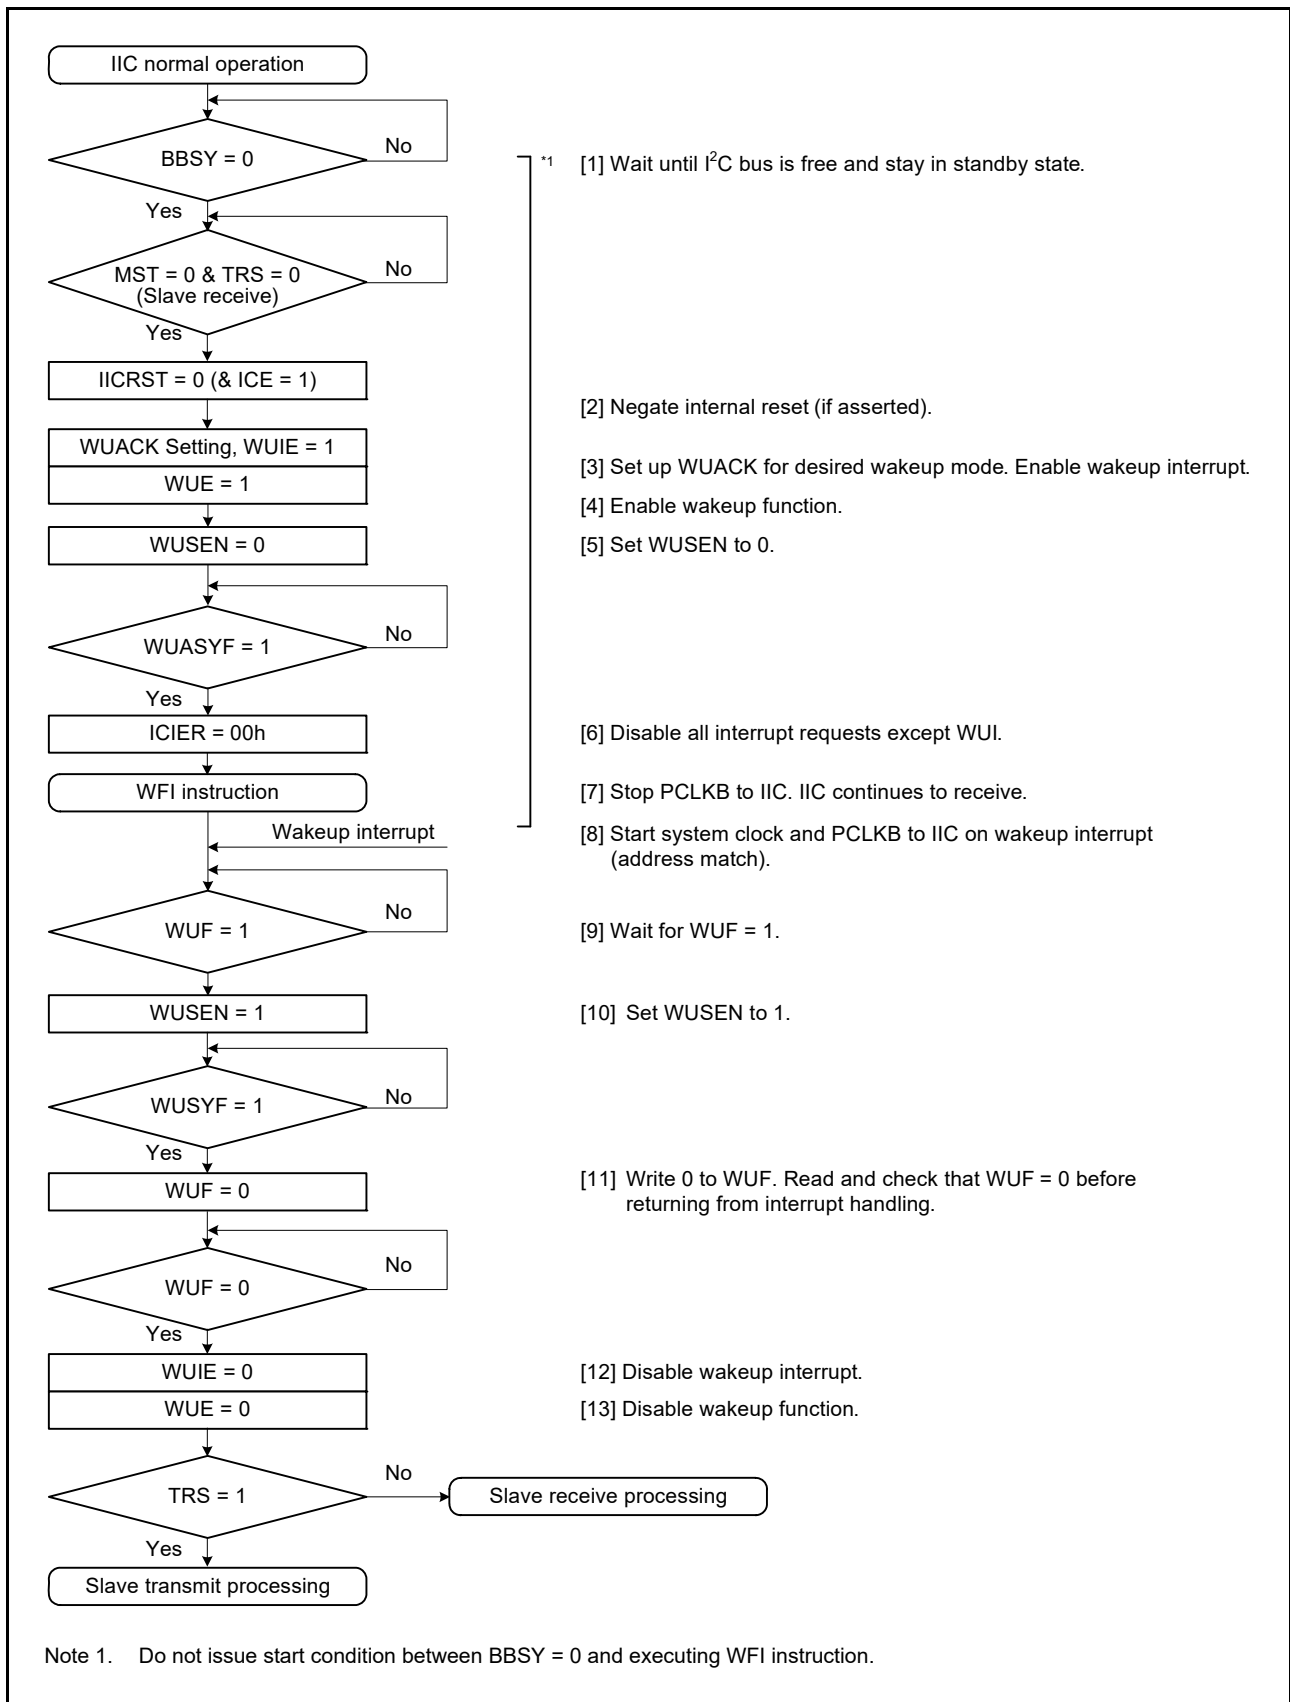 IIC normal operation
No
BBSY = 0
*1
[1] Wait until I²C bus is free and stay in standby state.
Yes
No
MST = 0 & TRS = 0
(Slave receive)
Yes
IICRST = 0 (& ICE = 1)
[2] Negate internal reset (if asserted).
WUACK Setting, WUIE = 1
[3] Set up WUACK for desired wakeup mode. Enable wakeup interrupt.
WUE = 1
[4] Enable wakeup function.
WUSEN = 0
[5] Set WUSEN to 0.
No
WUASYF = 1
Yes
ICIER = 00h
[6] Disable all interrupt requests except WUI.
WFI instruction
[7] Stop PCLKB to IIC. IIC continues to receive.
Wakeup interrupt
[8] Start system clock and PCLKB to IIC on wakeup interrupt
(address match).
No
WUF = 1
[9] Wait for WUF = 1.
WUSEN = 1
[10] Set WUSEN to 1.
No
WUSYF = 1
Yes
WUF = 0
[11] Write 0 to WUF. Read and check that WUF = 0 before
returning from interrupt handling.
No
WUF = 0
Yes
WUIE = 0
[12] Disable wakeup interrupt.
WUE = 0
[13] Disable wakeup function.
No
TRS = 1
Slave receive processing
Yes
Slave transmit processing
Note 1. Do not issue start condition between BBSY = 0 and executing WFI instruction.